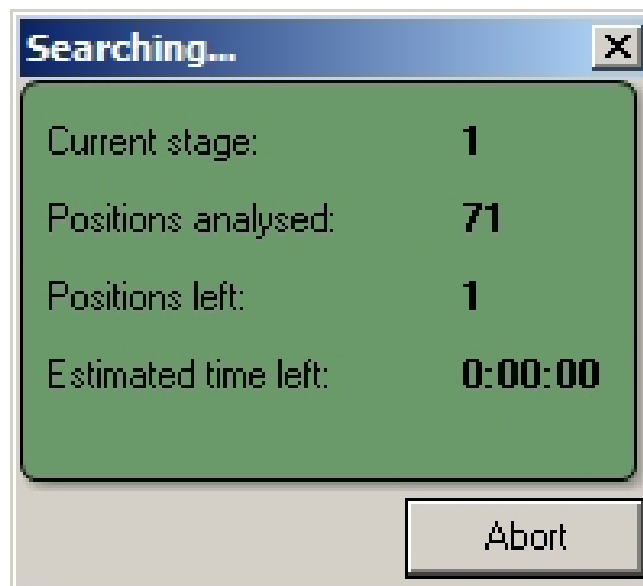 Searching...
Current stage: 1
Positions analysed: 71
Positions left: 1
Estimated time left: 0:00:00
Abort